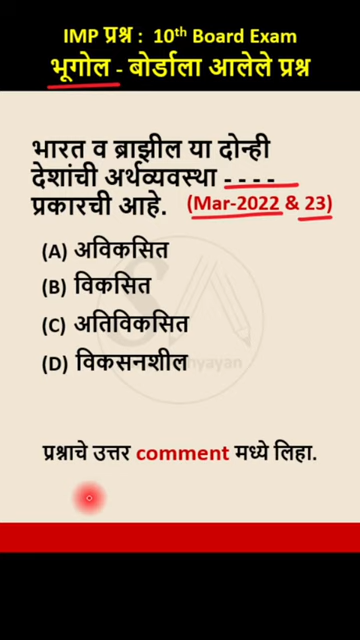 IMP प्रश्न : 10th Board Exam
भूगोल - बोर्डाला आलेले प्रश्न
भारत व ब्राझील या दोन्ही
देशांची अर्थव्यवस्था - - - -
प्रकारची आहे. (Mar-2022 & 23)
(A) अविकसित
(B) विकसित
(C) अतिविकसित
(D) विकसनशील
प्रश्नाचे उत्तर comment मध्ये लिहा.